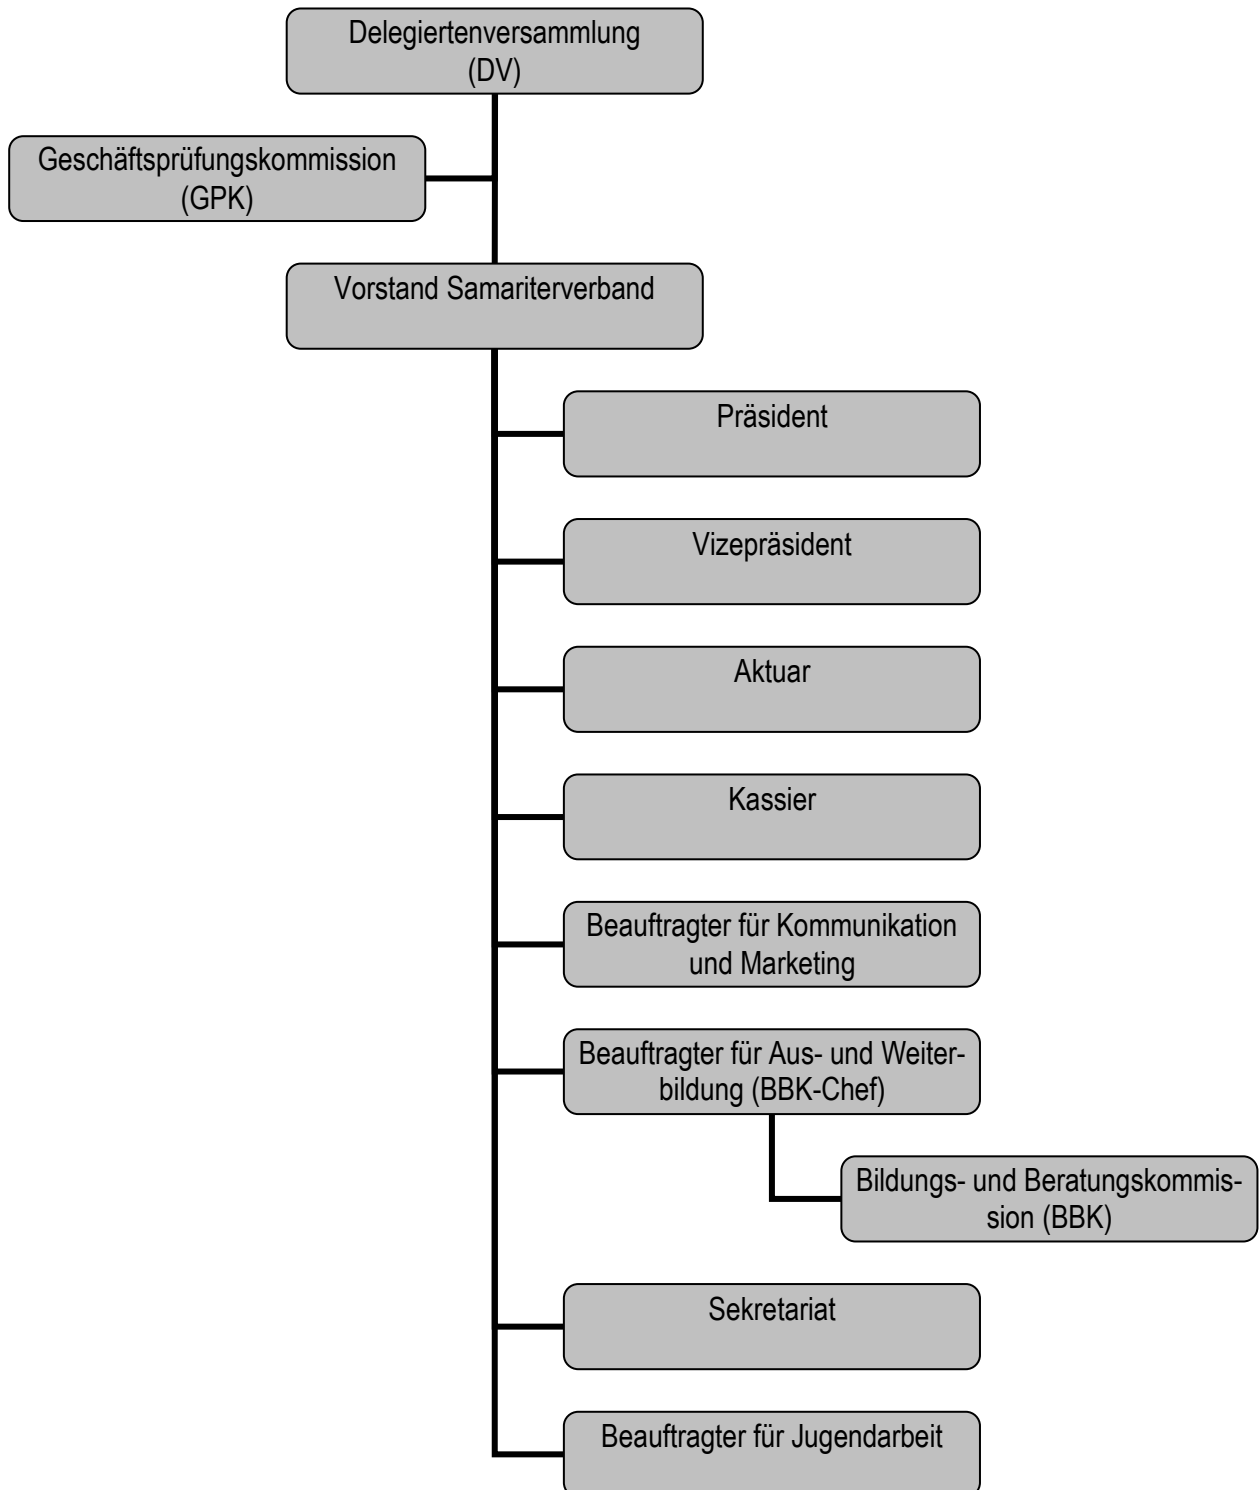 Delegiertenversammlung
(DV)
Geschäftsprüfungskommission
(GPK)
Vorstand Samariterverband
Präsident
Vizepräsident
Aktuar
Kassier
Beauftragter für Kommunikation
und Marketing
Beauftragter für Aus- und Weiter-
bildung (BBK-Chef)
Bildungs- und Beratungskommis-
sion (BBK)
Sekretariat
Beauftragter für Jugendarbeit